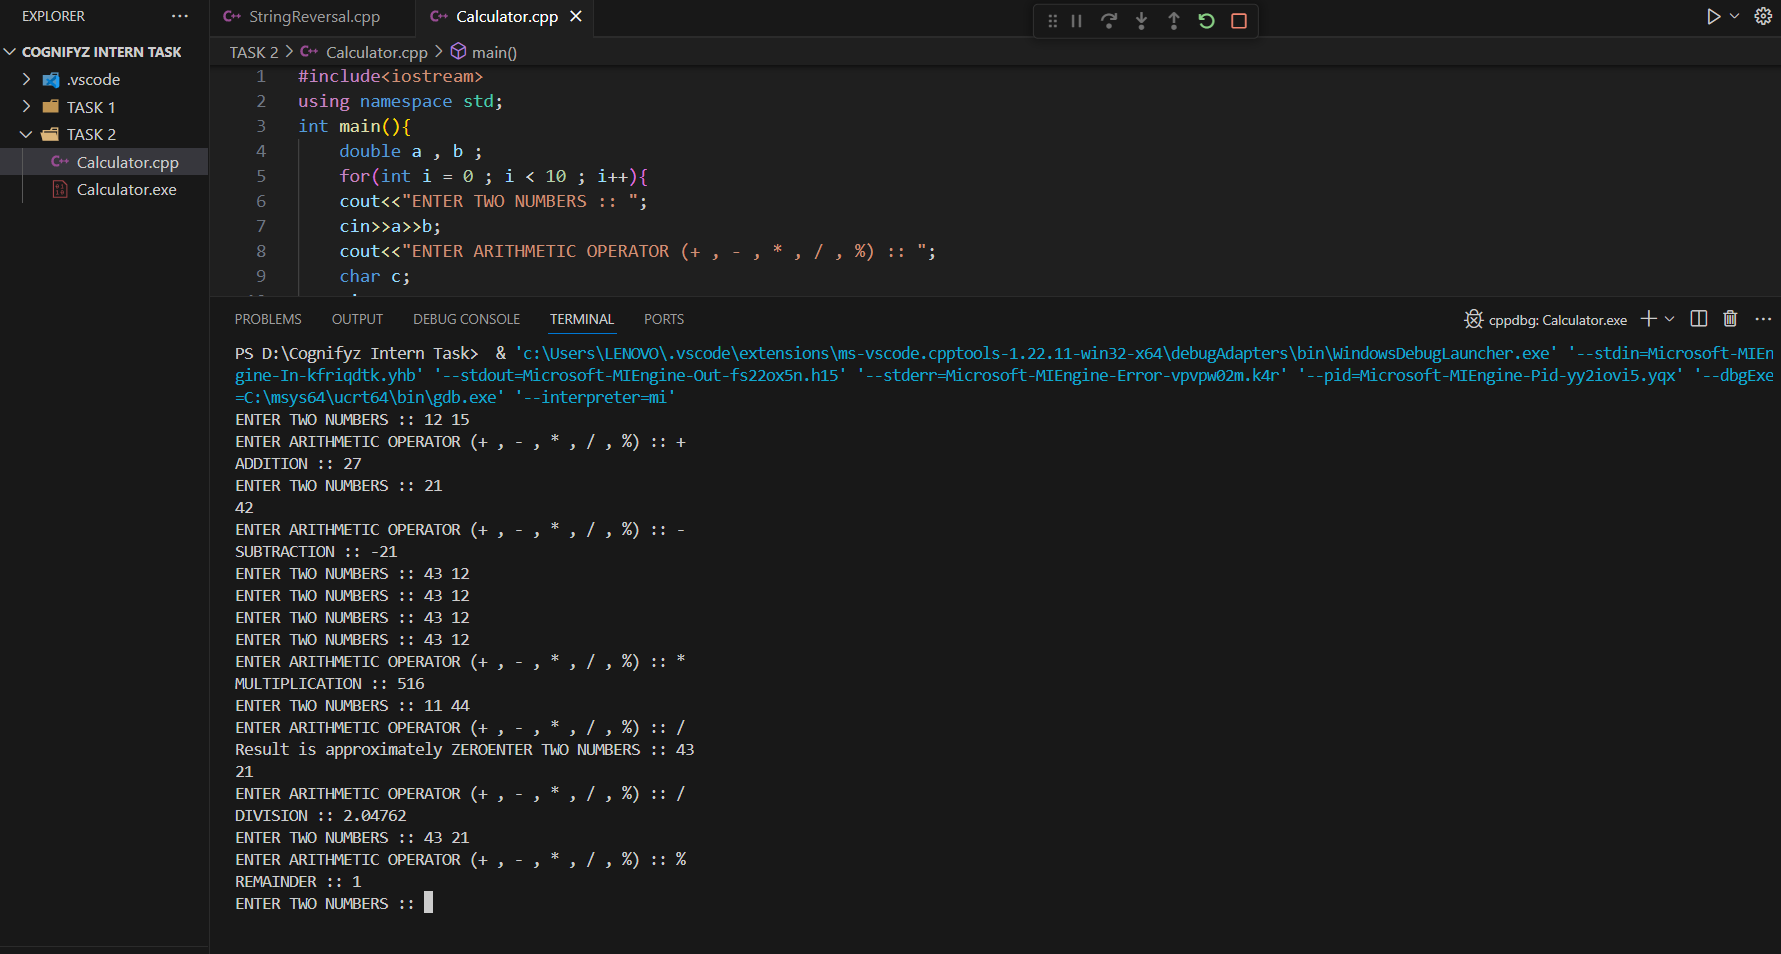 EXPLORER
COGNIFYZ INTERN TASK
.vscode
TASK 1
TASK 2
Calculator.cpp
Calculator.exe
StringReversal.cpp
Calculator.cpp
TASK 2 > Calculator.cpp > main()
1 #include<iostream>
2 using namespace std;
3 int main(){
4 double a , b ;
5 for(int i = 0 ; i < 10 ; i++){
6 cout<<"ENTER TWO NUMBERS :: ";
7 cin>>a>>b;
8 cout<<"ENTER ARITHMETIC OPERATOR (+ , - , * , / , %) :: ";
9 char c;
PROBLEMS OUTPUT DEBUG CONSOLE TERMINAL PORTS
cppdbg: Calculator.exe
PS D:\Cognifyz Intern Task>  & 'c:\Users\LENOVO\.vscode\extensions\ms-vscode.cpptools-1.22.11-win32-x64\debugAdapters\bin\WindowsDebugLauncher.exe' '--stdin=Microsoft-MIEn
gine-In-kfriqdtk.yhb' '--stdout=Microsoft-MIEngine-Out-fs22ox5n.h15' '--stderr=Microsoft-MIEngine-Error-vpvpw02m.k4r' '--pid=Microsoft-MIEngine-Pid-yy2iovi5.yqx' '--dbgExe
=C:\msys64\ucrt64\bin\gdb.exe' '--interpreter=mi'
ENTER TWO NUMBERS :: 12 15
ENTER ARITHMETIC OPERATOR (+ , - , * , / , %) :: +
ADDITION :: 27
ENTER TWO NUMBERS :: 21
42
ENTER ARITHMETIC OPERATOR (+ , - , * , / , %) :: -
SUBTRACTION :: -21
ENTER TWO NUMBERS :: 43 12
ENTER TWO NUMBERS :: 43 12
ENTER TWO NUMBERS :: 43 12
ENTER TWO NUMBERS :: 43 12
ENTER ARITHMETIC OPERATOR (+ , - , * , / , %) :: *
MULTIPLICATION :: 516
ENTER TWO NUMBERS :: 11 44
ENTER ARITHMETIC OPERATOR (+ , - , * , / , %) :: /
Result is approximately ZEROENTER TWO NUMBERS :: 43
21
ENTER ARITHMETIC OPERATOR (+ , - , * , / , %) :: /
DIVISION :: 2.04762
ENTER TWO NUMBERS :: 43 21
ENTER ARITHMETIC OPERATOR (+ , - , * , / , %) :: %
REMAINDER :: 1
ENTER TWO NUMBERS ::